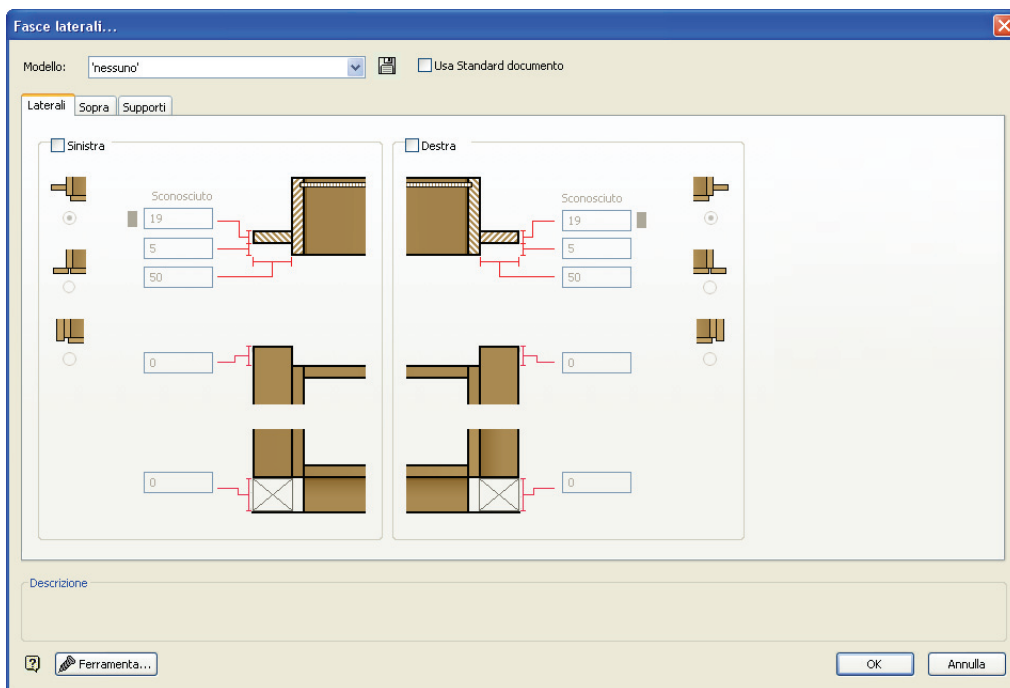 Fasce laterali...
Modello: 'nessuno' Usa Standard documento
Laterali Sopra Supporti
Sinistra
Sconosciuto
19
5
50
0
0
Destra
Sconosciuto
19
5
50
0
0
Descrizione
Ferramenta... OK Annulla